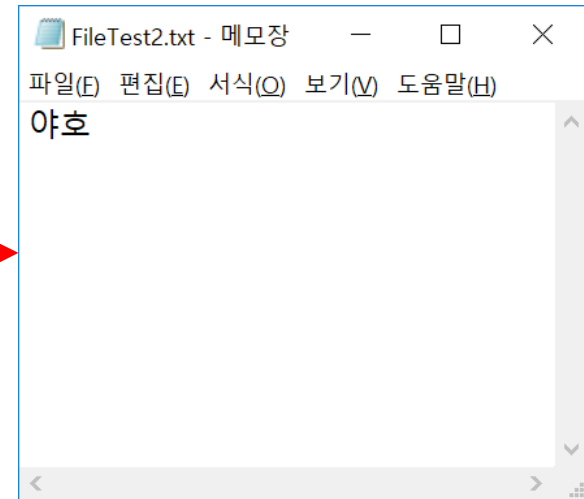 FileTest2.txt - 메모장
파일(F) 편집(E) 서식(O) 보기(V) 도움말(H)
야호